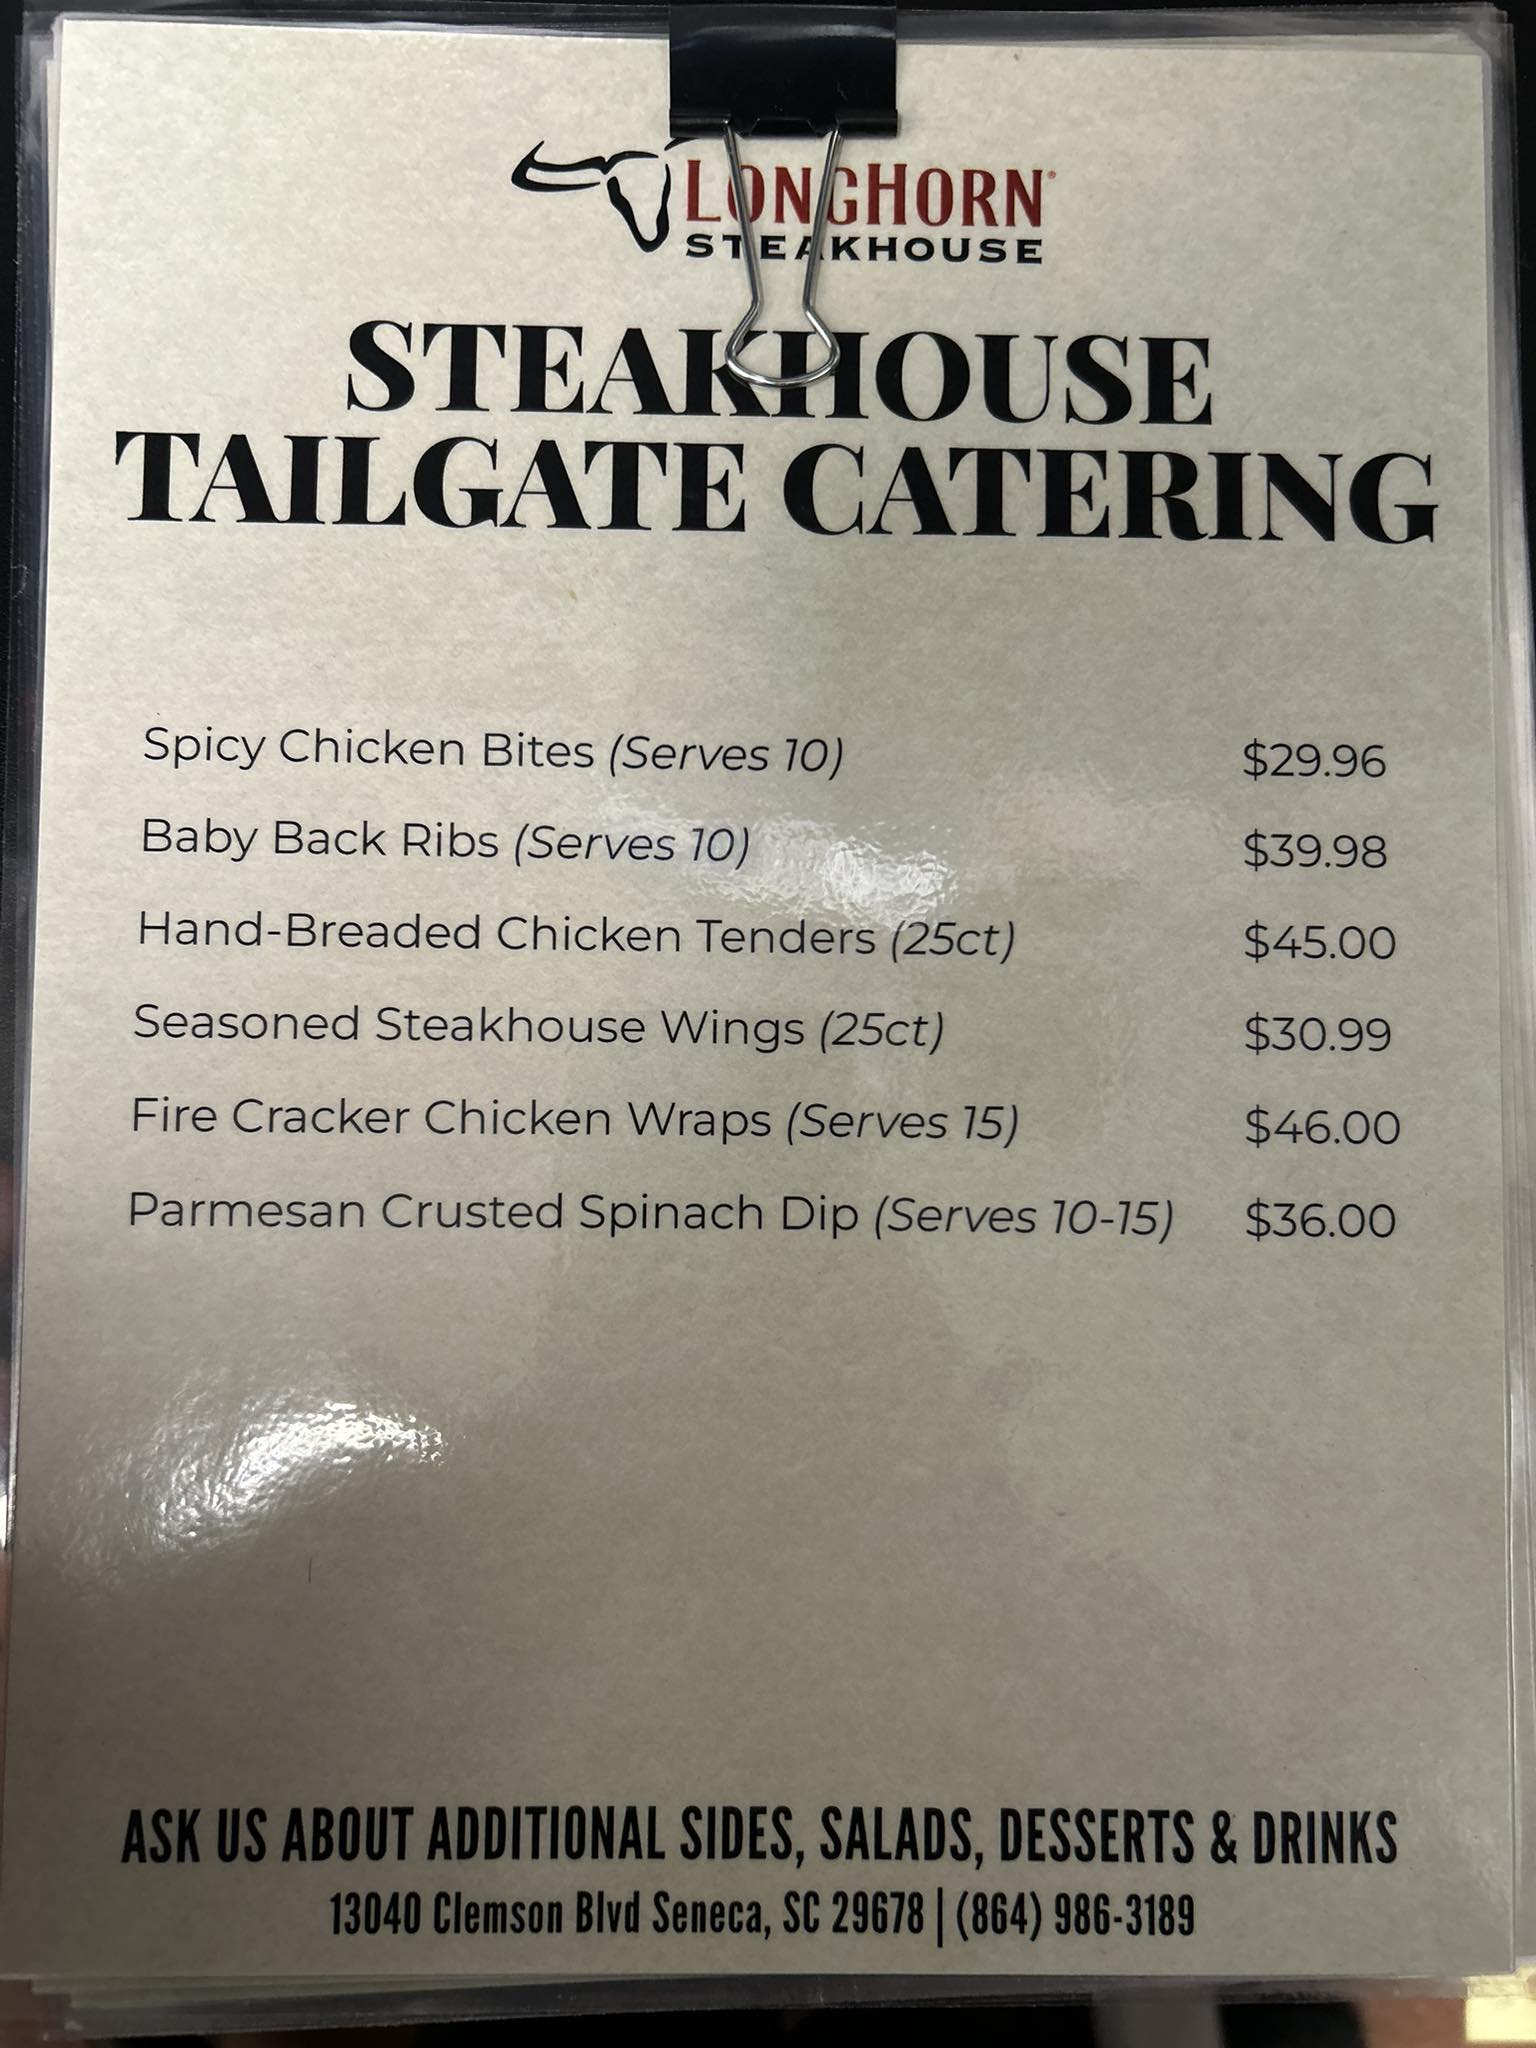 LONGHORN®
STEAKHOUSE
STEAKHOUSE
TAILGATE CATERING
Spicy Chicken Bites (Serves 10) $29.96
Baby Back Ribs (Serves 10) $39.98
Hand-Breaded Chicken Tenders (25ct) $45.00
Seasoned Steakhouse Wings (25ct) $30.99
Fire Cracker Chicken Wraps (Serves 15) $46.00
Parmesan Crusted Spinach Dip (Serves 10-15) $36.00
ASK US ABOUT ADDITIONAL SIDES, SALADS, DESSERTS & DRINKS
13040 Clemson Blvd Seneca, SC 29678 | (864) 986-3189